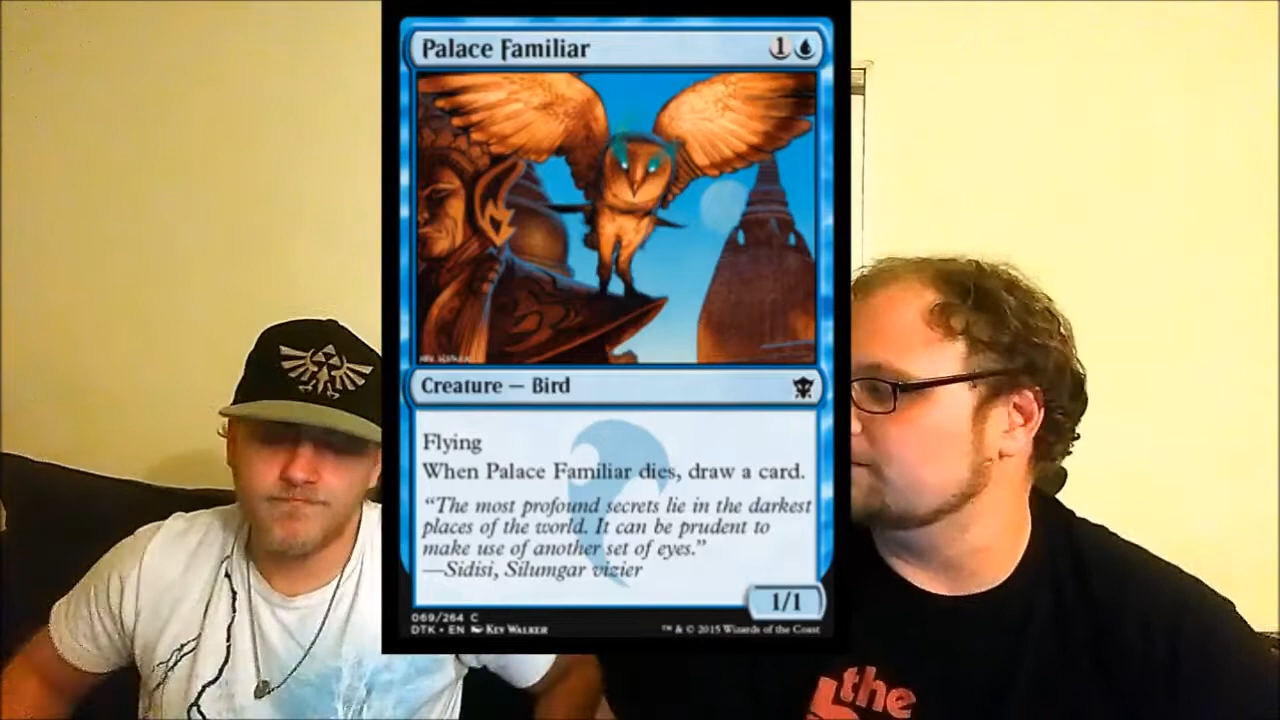 Palace Familiar 1
KEV WALKER
Creature — Bird
Flying
When Palace Familiar dies, draw a card.
“The most profound secrets lie in the darkest
places of the world. It can be prudent to
make use of another set of eyes.”
—Sidisi, Silumgar vizier
1/1
069/264 C
DTK • EN KEV WALKER
™ & © 2015 Wizards of the Coast
the